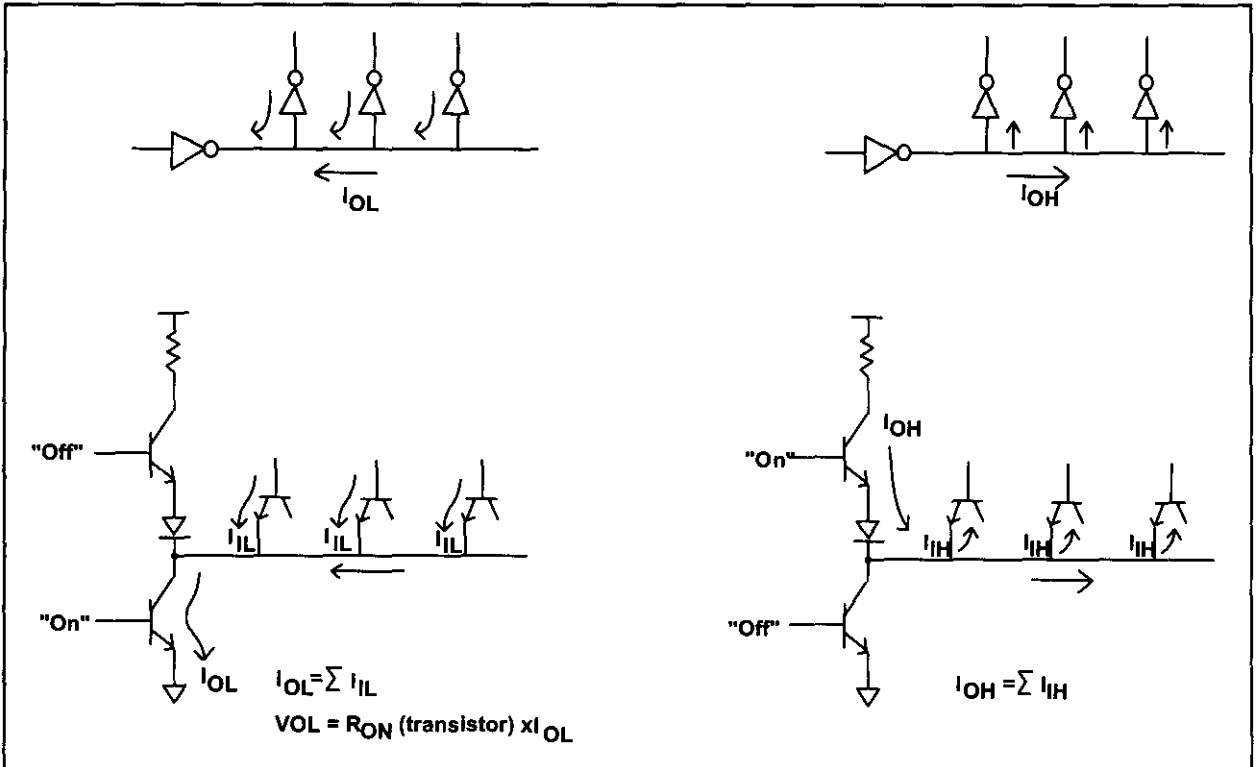 IOL
IOH
"Off"
IIL
IIL
IIL
"On"
IOL
IOL=∑ IIL
VOL = RON (transistor) xIOL
IOH
"On"
IIH
IIH
IIH
"Off"
IOH =∑ IIH